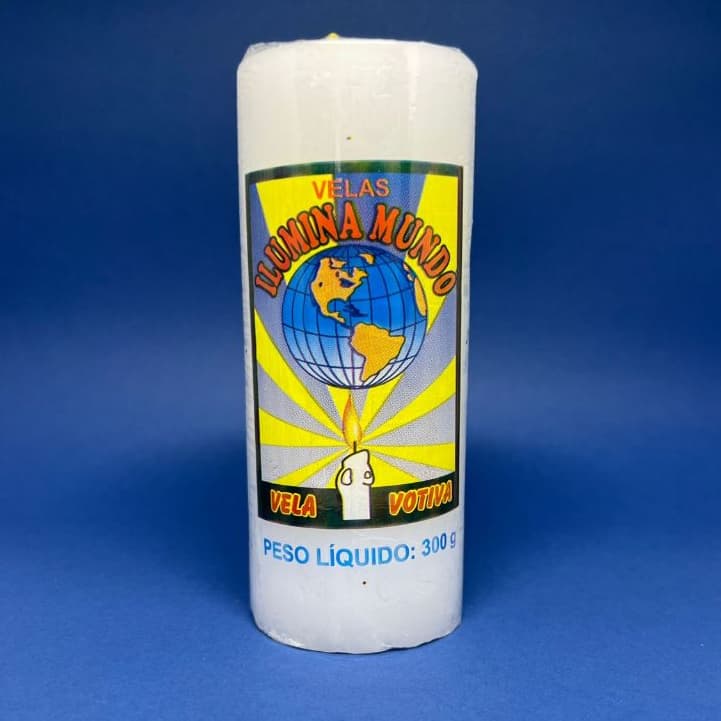 VELAS
ILUMINA MUNDO
VELA VOTIVA
PESO LÍQUIDO: 300 g